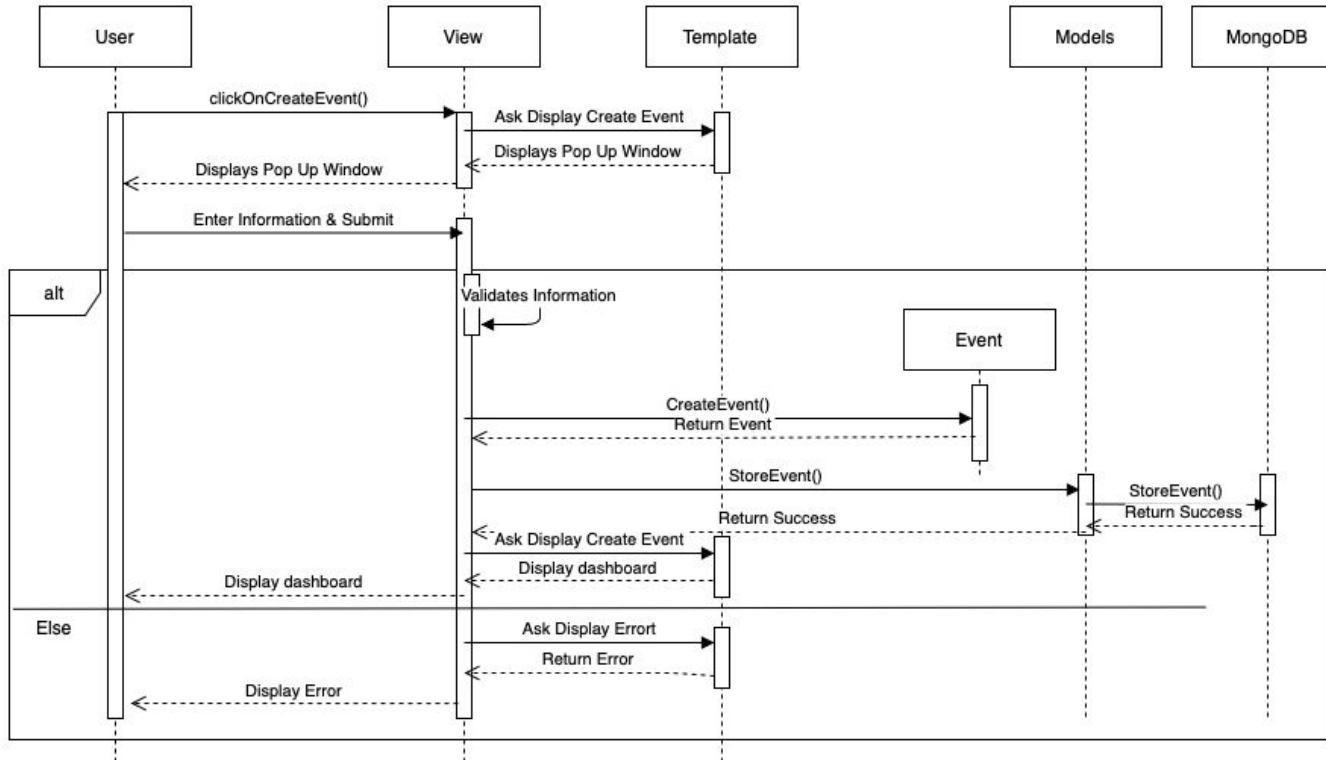 User
View
Template
Models
MongoDB
clickOnCreateEvent()
Ask Display Create Event
Displays Pop Up Window
Displays Pop Up Window
Enter Information & Submit
alt
Validates Information
Event
CreateEvent()
Return Event
StoreEvent()
StoreEvent()
Return Success
Return Success
Ask Display Create Event
Display dashboard
Display dashboard
Else
Ask Display Errort
Return Error
Display Error